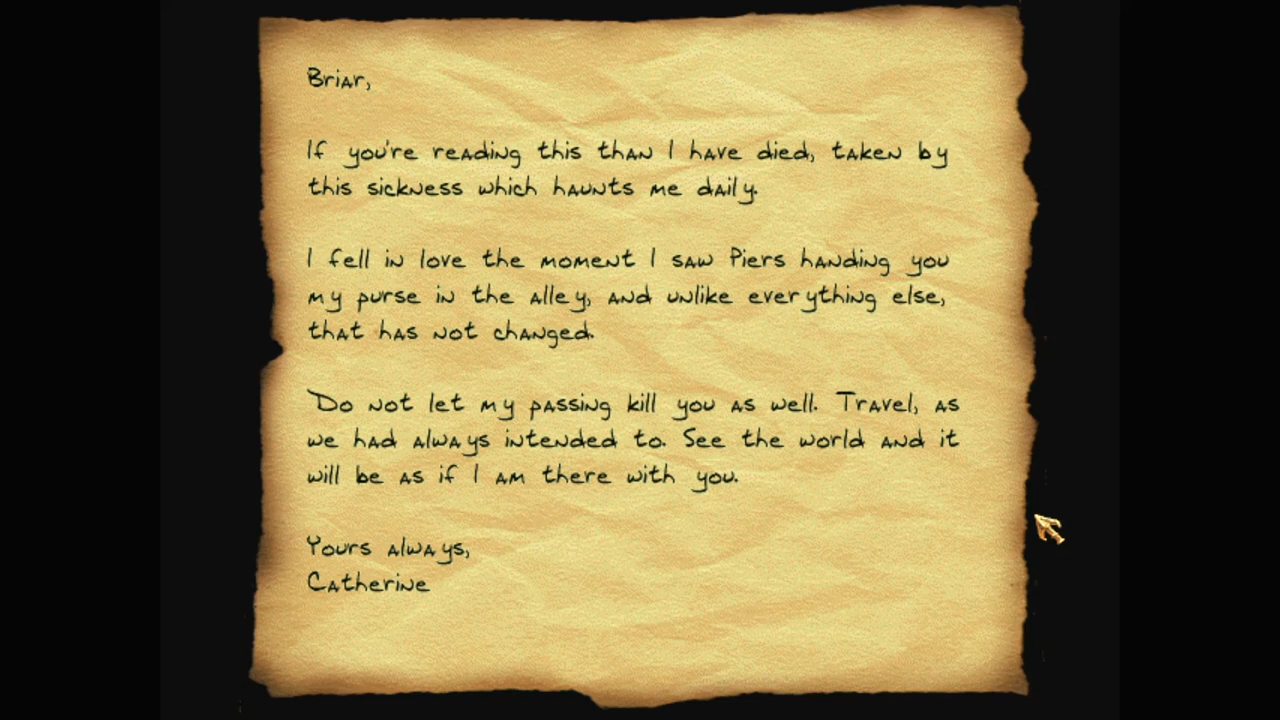 Briar,
If you're reading this than I have died, taken by
this sickness which haunts me daily.
I fell in love the moment I saw Piers handing you
my purse in the alley, and unlike everything else,
that has not changed.
Do not let my passing kill you as well. Travel, as
we had always intended to. See the world and it
will be as if I am there with you.
Yours always,
Catherine